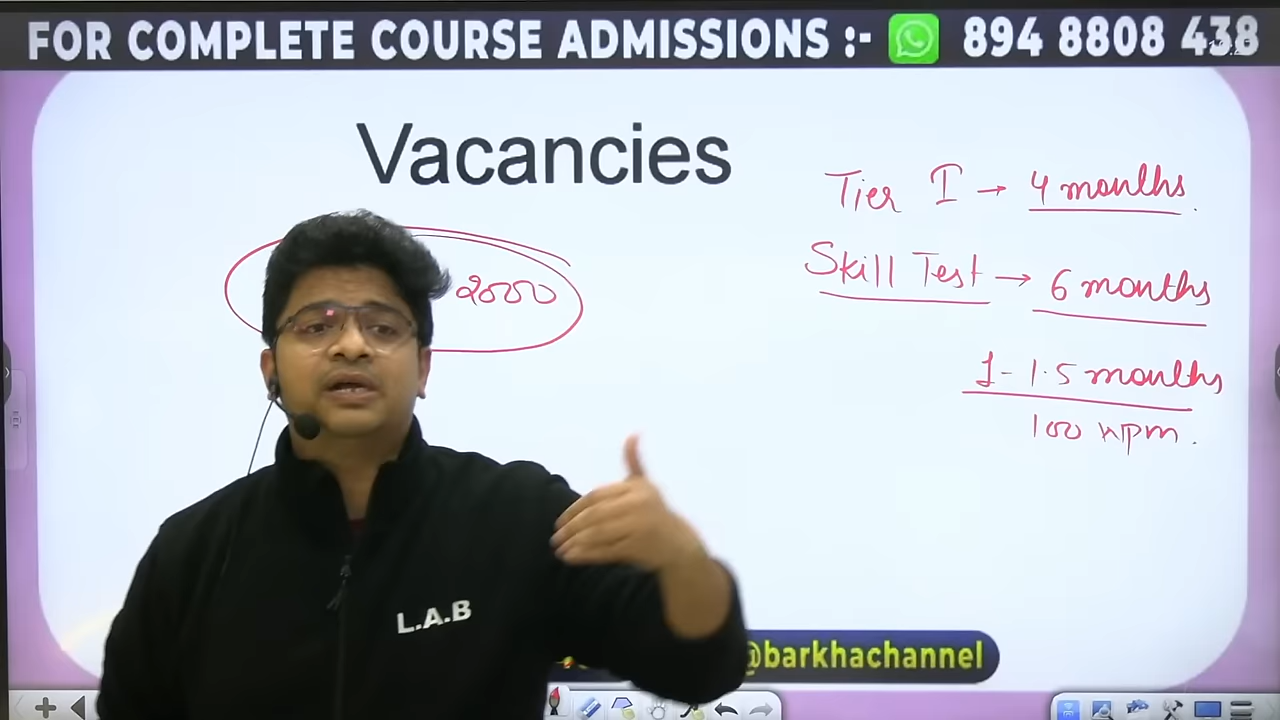 FOR COMPLETE COURSE ADMISSIONS :- 894 8808 438
Vacancies
Tier I → 4 months.
2000
Skill Test → 6 months
1-1.5 months
100 wpm.
L.A.B
@barkhachannel